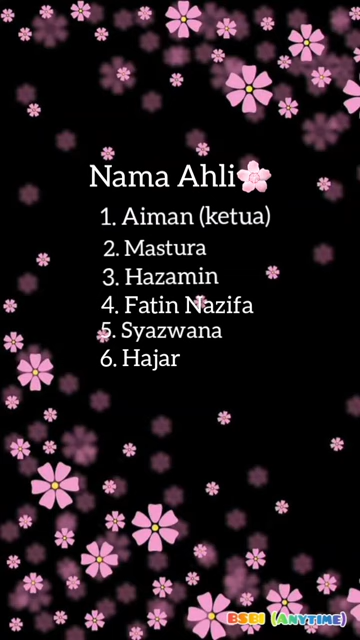 Nama Ahli🌸
1. Aiman (ketua)
2. Mastura
3. Hazamin
4. Fatin Nazifa
5. Syazwana
6. Hajar
BSBI (Anytime)